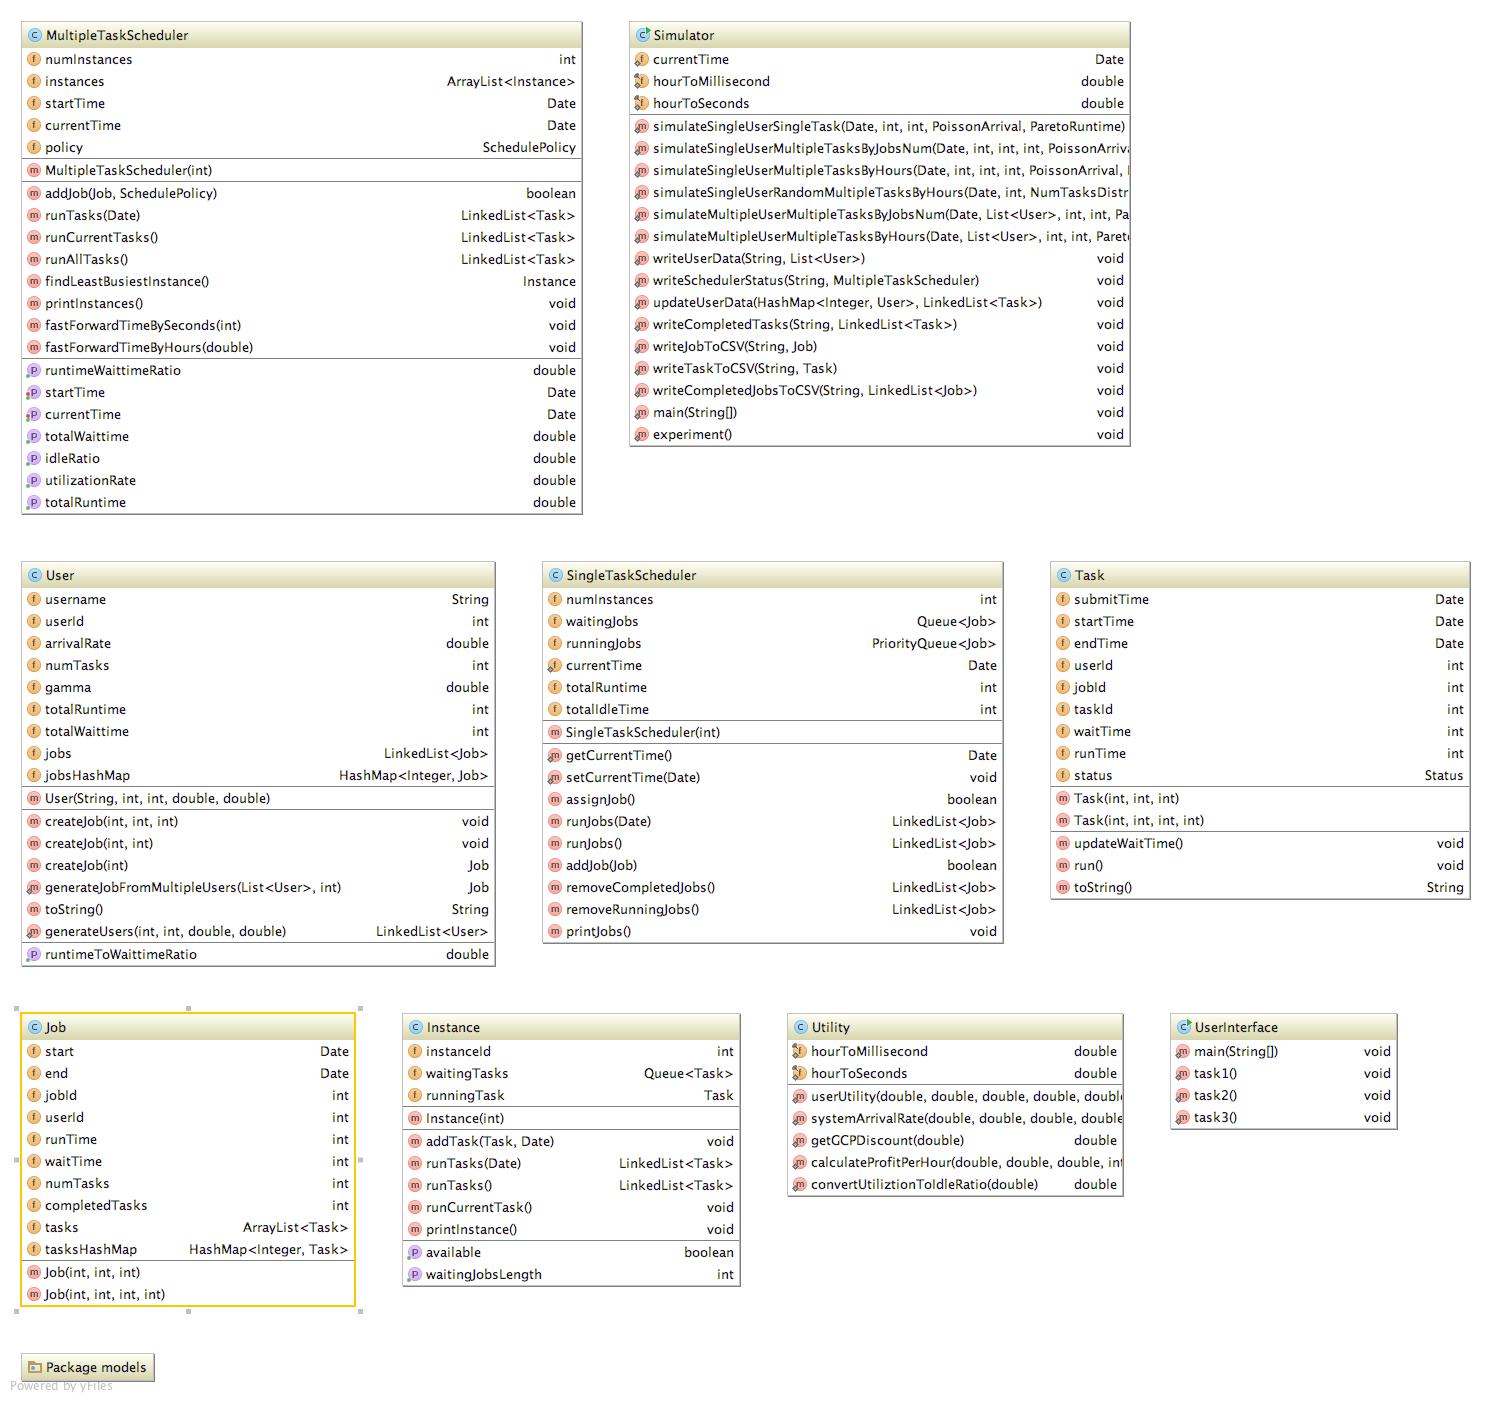 MultipleTaskScheduler
numInstances int
instances ArrayList<Instance>
startTime Date
currentTime Date
policy SchedulePolicy
MultipleTaskScheduler(int)
addJob(Job, SchedulePolicy) boolean
runTasks(Date) LinkedList<Task>
runCurrentTasks() LinkedList<Task>
runAllTasks() LinkedList<Task>
findLeastBusiestInstance() Instance
printInstances() void
fastForwardTimeBySeconds(int) void
fastForwardTimeByHours(double) void
runtimeWaittimeRatio double
startTime Date
currentTime Date
totalWaittime double
idleRatio double
utilizationRate double
totalRuntime double
Simulator
currentTime Date
hourToMillisecond double
hourToSeconds double
simulateSingleUserSingleTask(Date, int, int, PoissonArrival, ParetoRuntime)
simulateSingleUserMultipleTasksByJobsNum(Date, int, int, int, PoissonArriv
simulateSingleUserMultipleTasksByHours(Date, int, int, int, PoissonArrival,
simulateSingleUserRandomMultipleTasksByHours(Date, int, NumTasksDistr
simulateMultipleUserMultipleTasksByJobsNum(Date, List<User>, int, int, Pa
simulateMultipleUserMultipleTasksByHours(Date, List<User>, int, int, Paret
writeUserData(String, List<User>) void
writeSchedulerStatus(String, MultipleTaskScheduler) void
updateUserData(HashMap<Integer, User>, LinkedList<Task>) void
writeCompletedTasks(String, LinkedList<Task>) void
writeJobToCSV(String, Job) void
writeTaskToCSV(String, Task) void
writeCompletedJobsToCSV(String, LinkedList<Job>) void
main(String[]) void
experiment() void
User
username String
userId int
arrivalRate double
numTasks int
gamma double
totalRuntime int
totalWaittime int
jobs LinkedList<Job>
jobsHashMap HashMap<Integer, Job>
User(String, int, int, double, double)
createJob(int, int, int) void
createJob(int, int) void
createJob(int) Job
generateJobFromMultipleUsers(List<User>, int) Job
toString() String
generateUsers(int, int, double, double) LinkedList<User>
runtimeToWaittimeRatio double
SingleTaskScheduler
numInstances int
waitingJobs Queue<Job>
runningJobs PriorityQueue<Job>
currentTime Date
totalRuntime int
totalIdleTime int
SingleTaskScheduler(int)
getCurrentTime() Date
setCurrentTime(Date) void
assignJob() boolean
runJobs(Date) LinkedList<Job>
runJobs() LinkedList<Job>
addJob(Job) boolean
removeCompletedJobs() LinkedList<Job>
removeRunningJobs() LinkedList<Job>
printJobs() void
Task
submitTime Date
startTime Date
endTime Date
userId int
jobId int
taskId int
waitTime int
runTime int
status Status
Task(int, int, int)
Task(int, int, int, int)
updateWaitTime() void
run() void
toString() String
Job
start Date
end Date
jobId int
userId int
runTime int
waitTime int
numTasks int
completedTasks int
tasks ArrayList<Task>
tasksHashMap HashMap<Integer, Task>
Job(int, int, int)
Job(int, int, int, int)
Instance
instanceId int
waitingTasks Queue<Task>
runningTask Task
Instance(int)
addTask(Task, Date) void
runTasks(Date) LinkedList<Task>
runTasks() LinkedList<Task>
runCurrentTask() void
printInstance() void
available boolean
waitingJobsLength int
Utility
hourToMillisecond double
hourToSeconds double
userUtility(double, double, double, double, doubl
systemArrivalRate(double, double, double, double
getGCPDiscount(double) double
calculateProfitPerHour(double, double, double, int
convertUtiliztionToIdleRatio(double) double
UserInterface
main(String[]) void
task1() void
task2() void
task3() void
Package models
Powered by yFiles